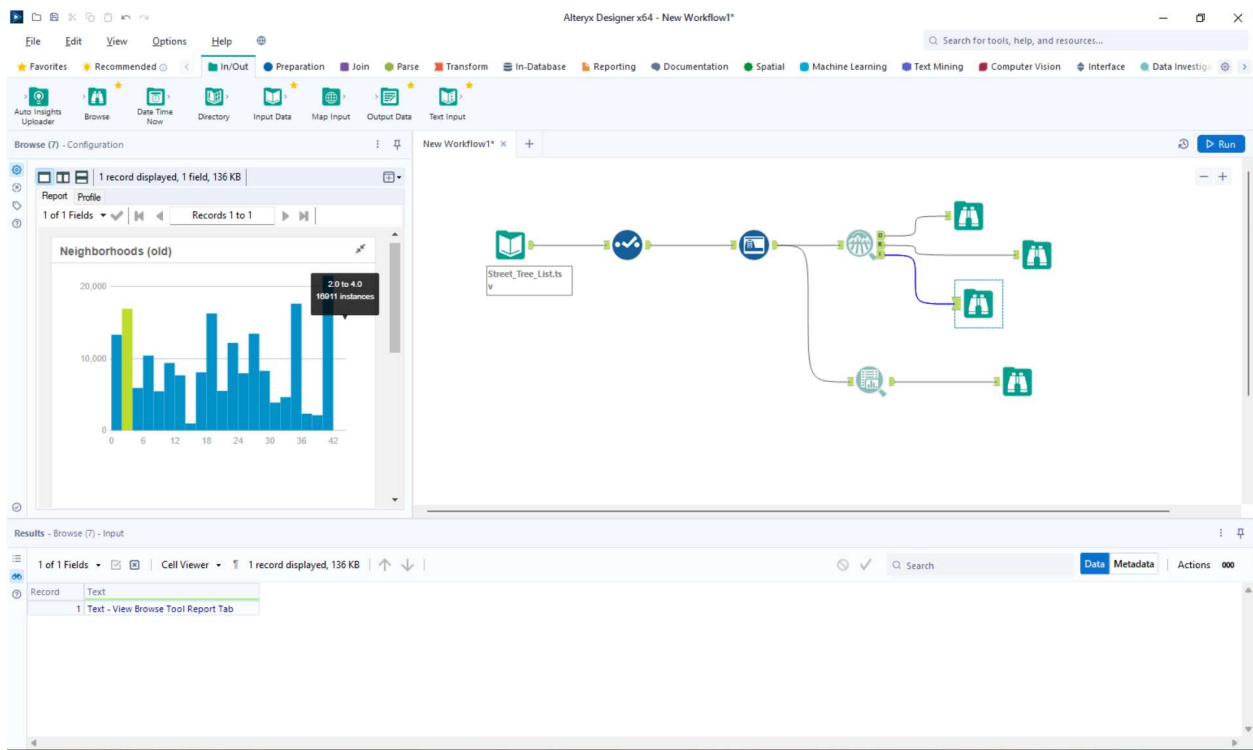 Alteryx Designer x64 - New Workflow1*
File Edit View Options Help
Search for tools, help, and resources...
Favorites Recommended In/Out Preparation Join Parse Transform In-Database Reporting Documentation Spatial Machine Learning Text Mining Computer Vision Interface Data Investig
Auto Insights
Uploader
Browse
Date Time
Now
Directory
Input Data
Map Input
Output Data
Text Input
Browse (7) - Configuration
New Workflow1*
Run
1 record displayed, 1 field, 136 KB
Report Profile
1 of 1 Fields
Records 1 to 1
Neighborhoods (old)
2.0 to 4.0
16911 instances
20,000
10,000
0
0 6 12 18 24 30 36 42
Street_Tree_List.ts
v
O
R
I
Results - Browse (7) - Input
1 of 1 Fields Cell Viewer 1 record displayed, 136 KB Search Data Metadata Actions 000
Record Text
1 Text - View Browse Tool Report Tab